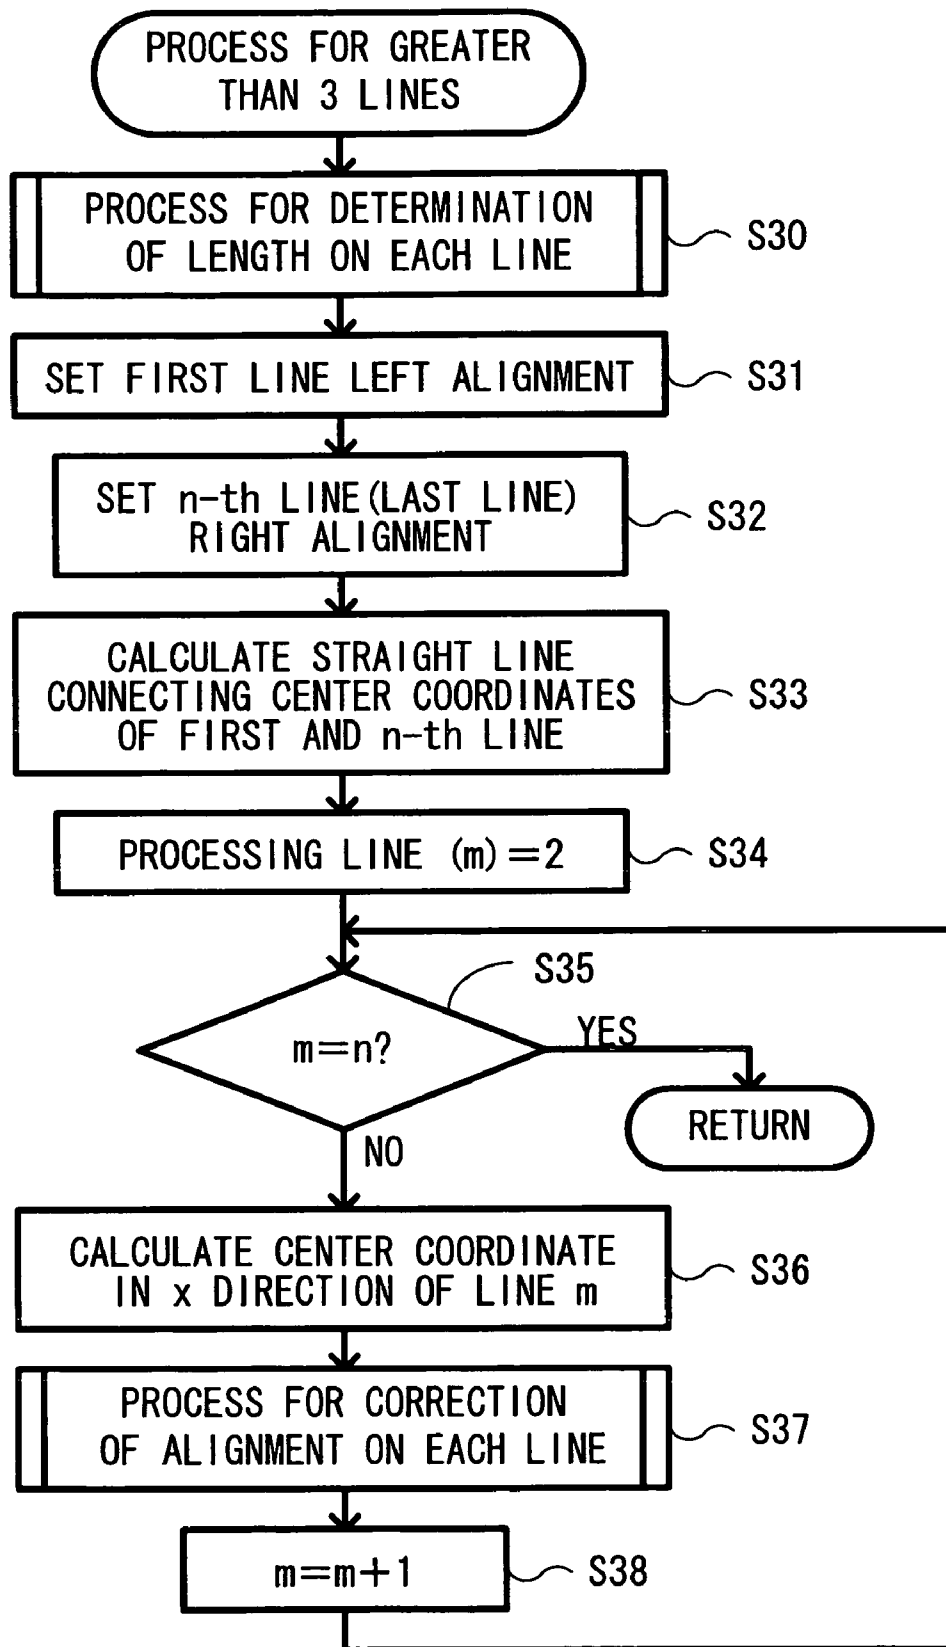 PROCESS FOR GREATER
THAN 3 LINES
PROCESS FOR DETERMINATION
OF LENGTH ON EACH LINE
S30
SET FIRST LINE LEFT ALIGNMENT
S31
SET n-th LINE(LAST LINE)
RIGHT ALIGNMENT
S32
CALCULATE STRAIGHT LINE
CONNECTING CENTER COORDINATES
OF FIRST AND n-th LINE
S33
PROCESSING LINE (m)=2
S34
S35
m=n?
YES
RETURN
NO
CALCULATE CENTER COORDINATE
IN x DIRECTION OF LINE m
S36
PROCESS FOR CORRECTION
OF ALIGNMENT ON EACH LINE
S37
m=m+1
S38